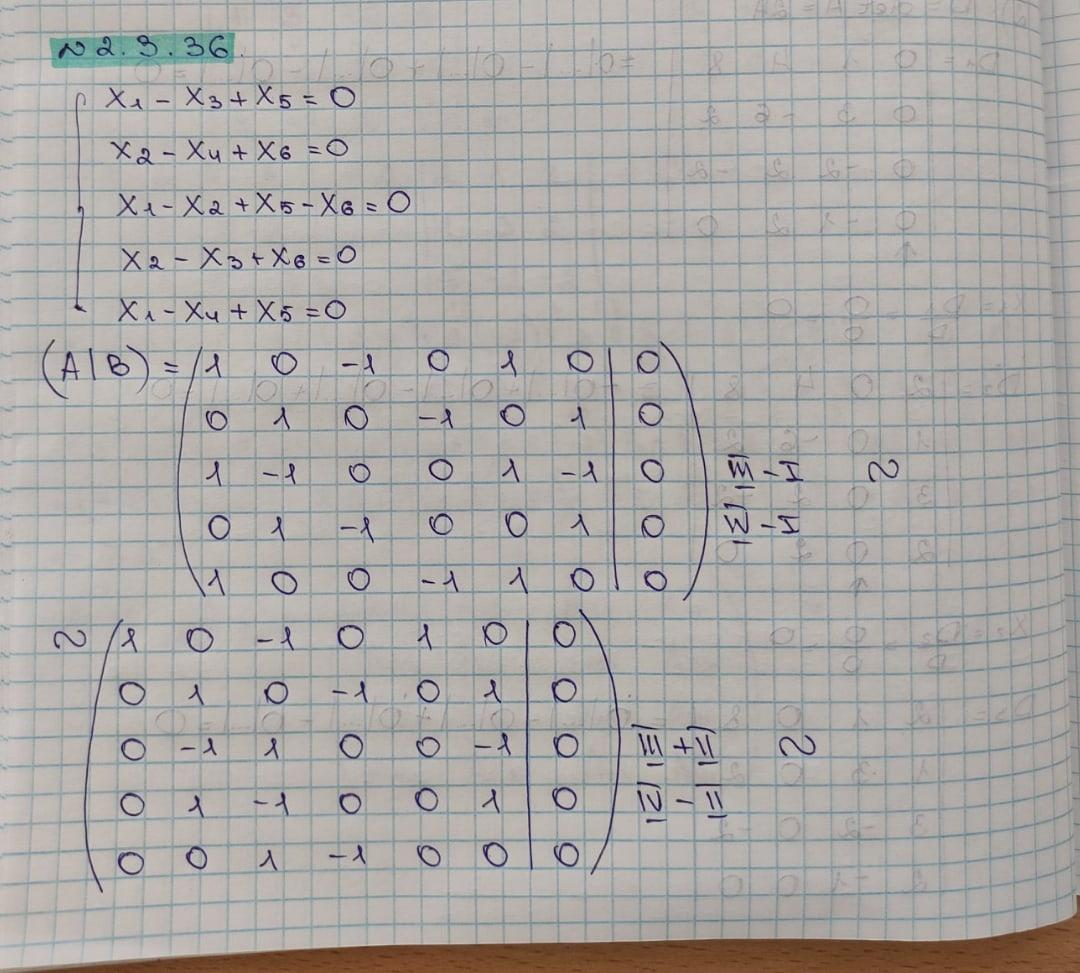 №2.3.36
x₁ - x₃ + x₅ = 0
x₂ - x₄ + x₆ = 0
x₁ - x₂ + x₅ - x₆ = 0
x₂ - x₃ + x₆ = 0
x₁ - x₄ + x₅ = 0
(A|B) = ( 1 0 -1 0 1 0 | 0
0 1 0 -1 0 1 | 0
1 -1 0 0 1 -1 | 0 ) III - I ~
0 1 -1 0 0 1 | 0
1 0 0 -1 1 0 | 0
~ ( 1 0 -1 0 1 0 | 0
0 1 0 -1 0 1 | 0
0 -1 1 0 0 -1 | 0 ) III + II ~
0 1 -1 0 0 1 | 0 IV - II
0 0 1 -1 0 0 | 0